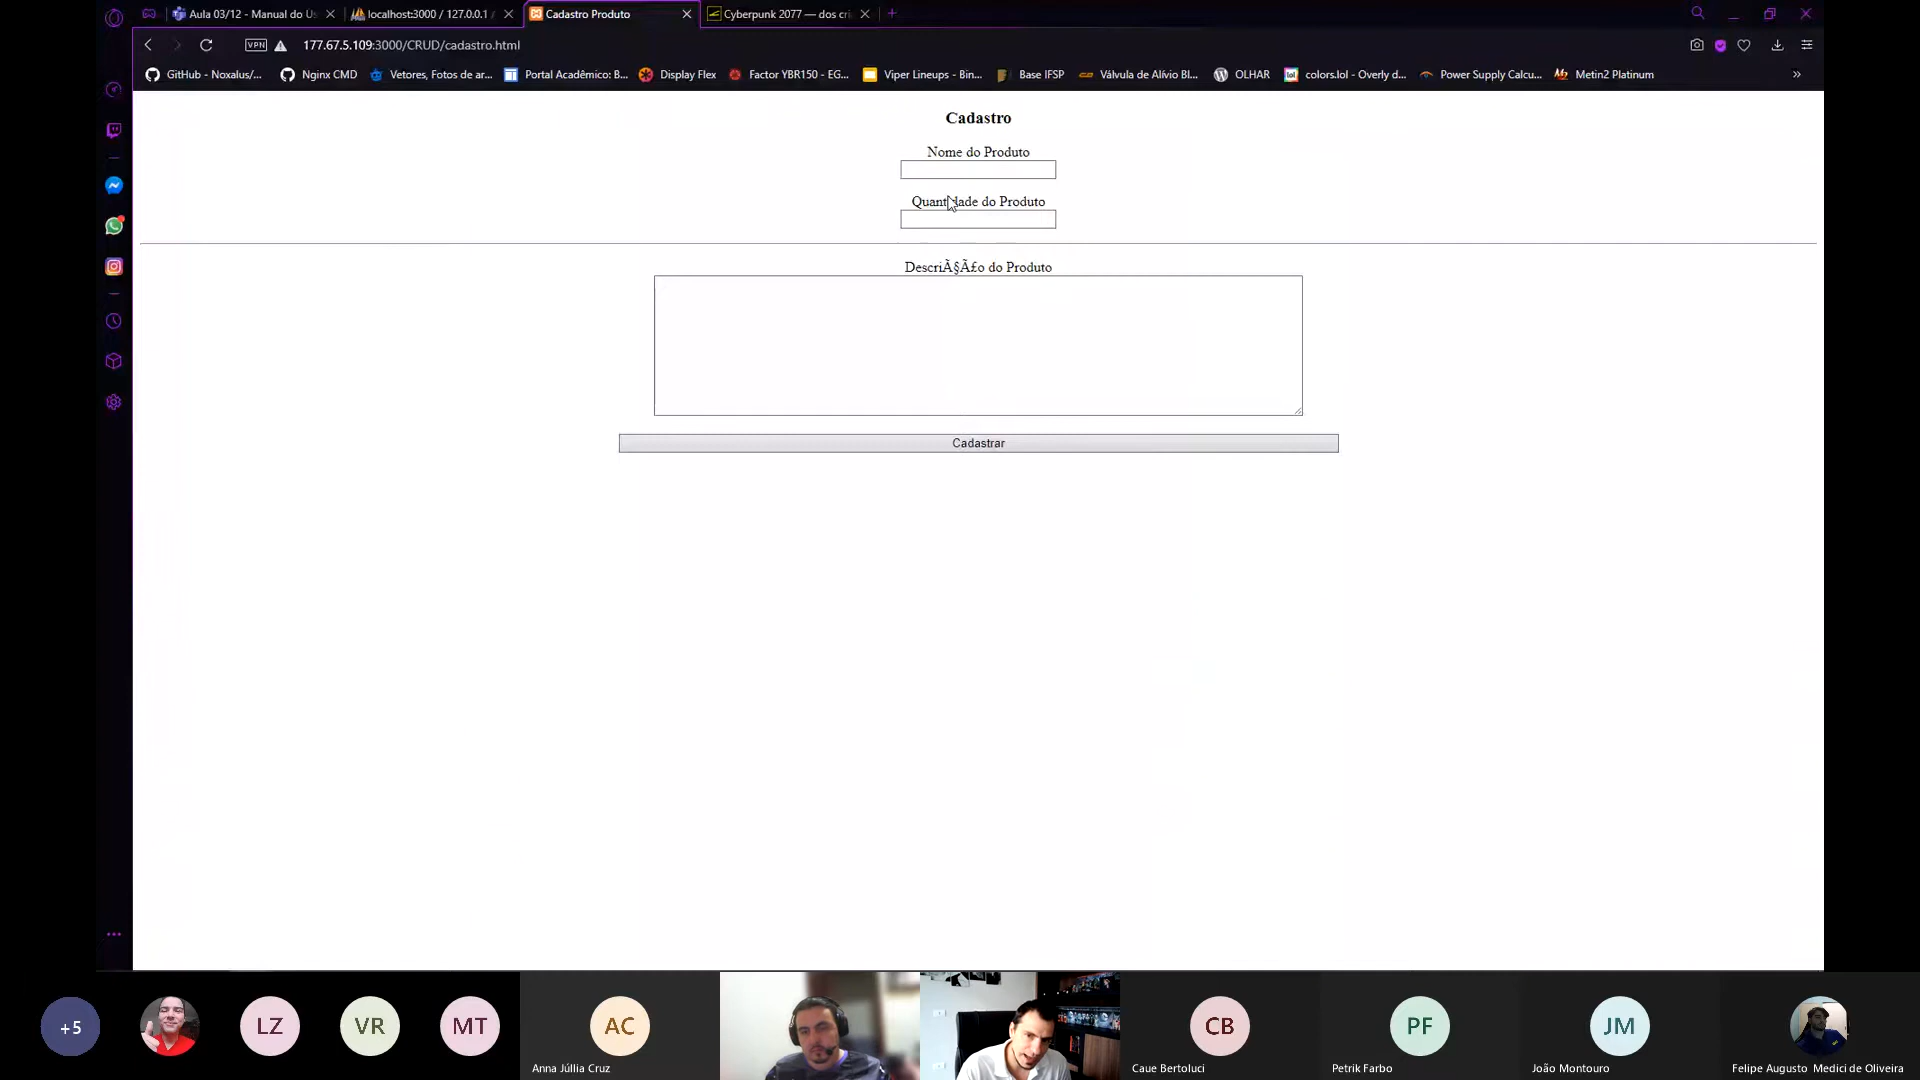 Aula 03/12 - Manual do Us
localhost:3000 / 127.0.0.1
Cadastro Produto
Cyberpunk 2077 — dos cri
VPN
177.67.5.109:3000/CRUD/cadastro.html
GitHub - Noxalus/...
Nginx CMD
Vetores, Fotos de ar...
Portal Acadêmico: B...
Display Flex
Factor YBR150 - EG...
Viper Lineups - Bin...
Base IFSP
Válvula de Alívio Bl...
OLHAR
lol
colors.lol - Overly d...
Power Supply Calcu...
Metin2 Platinum
Cadastro
Nome do Produto
Quantidade do Produto
DescriÃ§Ã£o do Produto
Cadastrar
+5
LZ
VR
MT
AC
Anna Júllia Cruz
CB
Caue Bertoluci
PF
Petrik Farbo
JM
João Montouro
Felipe Augusto Medici de Oliveira